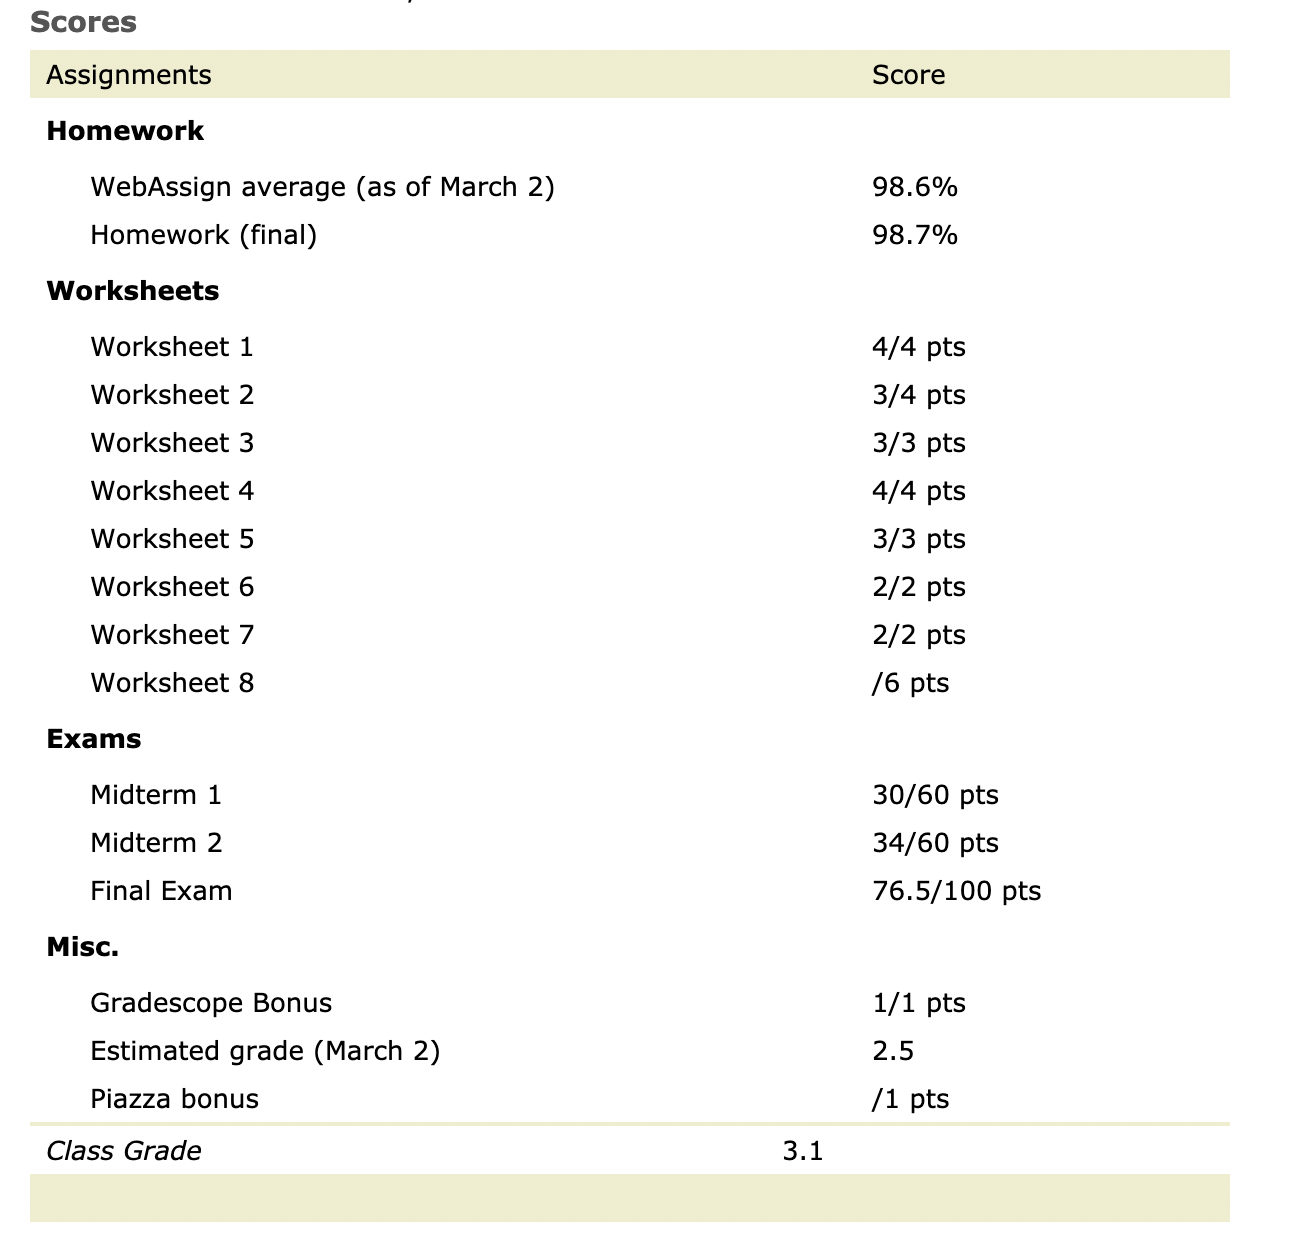 Scores
Assignments Score
Homework
WebAssign average (as of March 2) 98.6%
Homework (final) 98.7%
Worksheets
Worksheet 1 4/4 pts
Worksheet 2 3/4 pts
Worksheet 3 3/3 pts
Worksheet 4 4/4 pts
Worksheet 5 3/3 pts
Worksheet 6 2/2 pts
Worksheet 7 2/2 pts
Worksheet 8 /6 pts
Exams
Midterm 1 30/60 pts
Midterm 2 34/60 pts
Final Exam 76.5/100 pts
Misc.
Gradescope Bonus 1/1 pts
Estimated grade (March 2) 2.5
Piazza bonus /1 pts
Class Grade 3.1